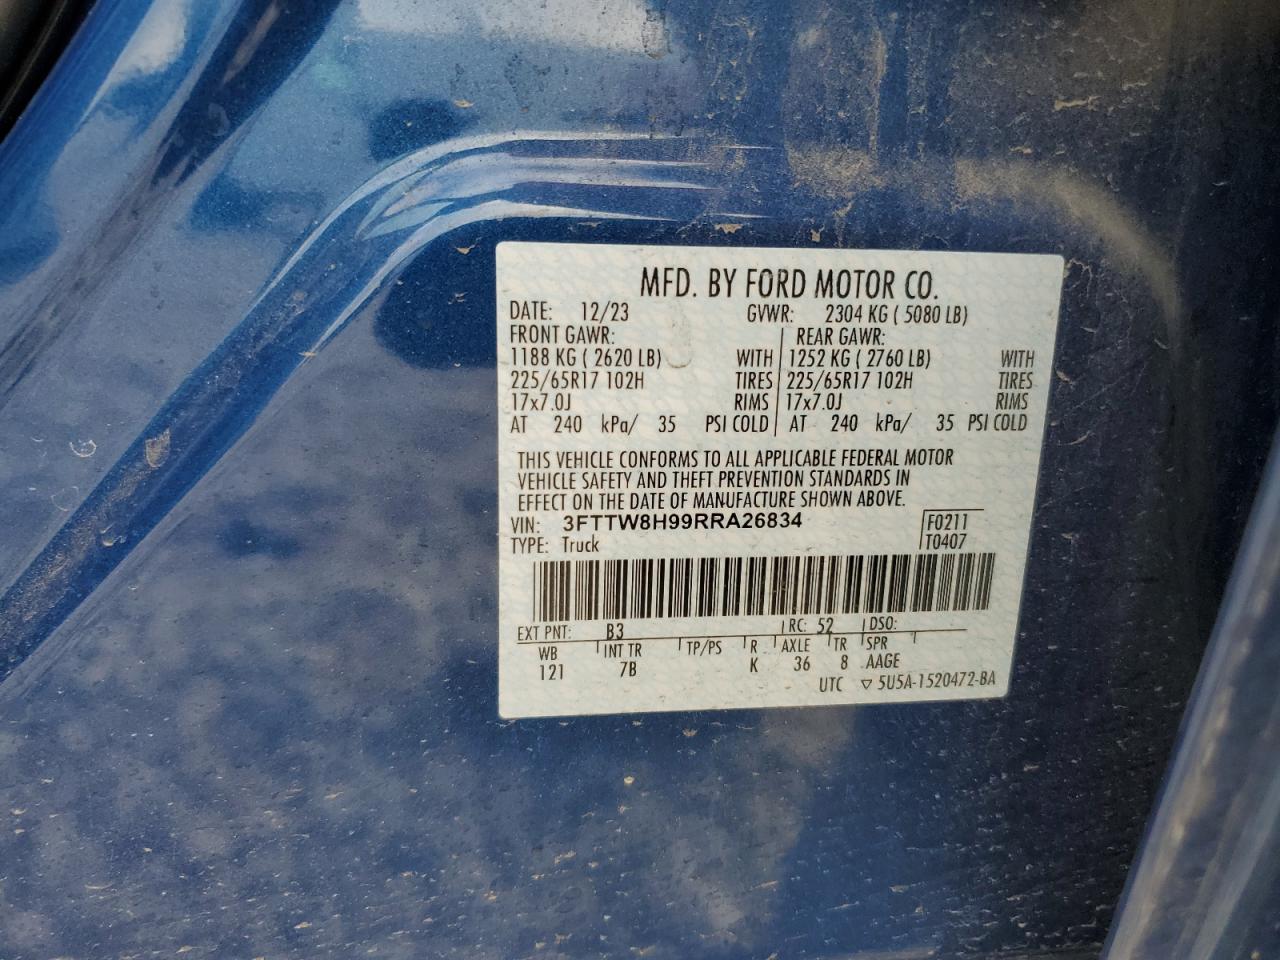 MFD. BY FORD MOTOR CO.
DATE: 12/23 GVWR: 2304 KG ( 5080 LB)
FRONT GAWR: REAR GAWR:
1188 KG ( 2620 LB) WITH 1252 KG ( 2760 LB) WITH
225/65R17 102H TIRES 225/65R17 102H TIRES
17x7.0J RIMS 17x7.0J RIMS
AT 240 kPa/ 35 PSI COLD AT 240 kPa/ 35 PSI COLD
THIS VEHICLE CONFORMS TO ALL APPLICABLE FEDERAL MOTOR
VEHICLE SAFETY AND THEFT PREVENTION STANDARDS IN
EFFECT ON THE DATE OF MANUFACTURE SHOWN ABOVE.
VIN: 3FTTW8H99RRA26834 F0211
TYPE: Truck T0407
EXT PNT: B3 RC: 52 DSO:
WB INT TR TP/PS R AXLE TR SPR
121 7B K 36 8 AAGE
UTC ▽ 5U5A-1520472-BA